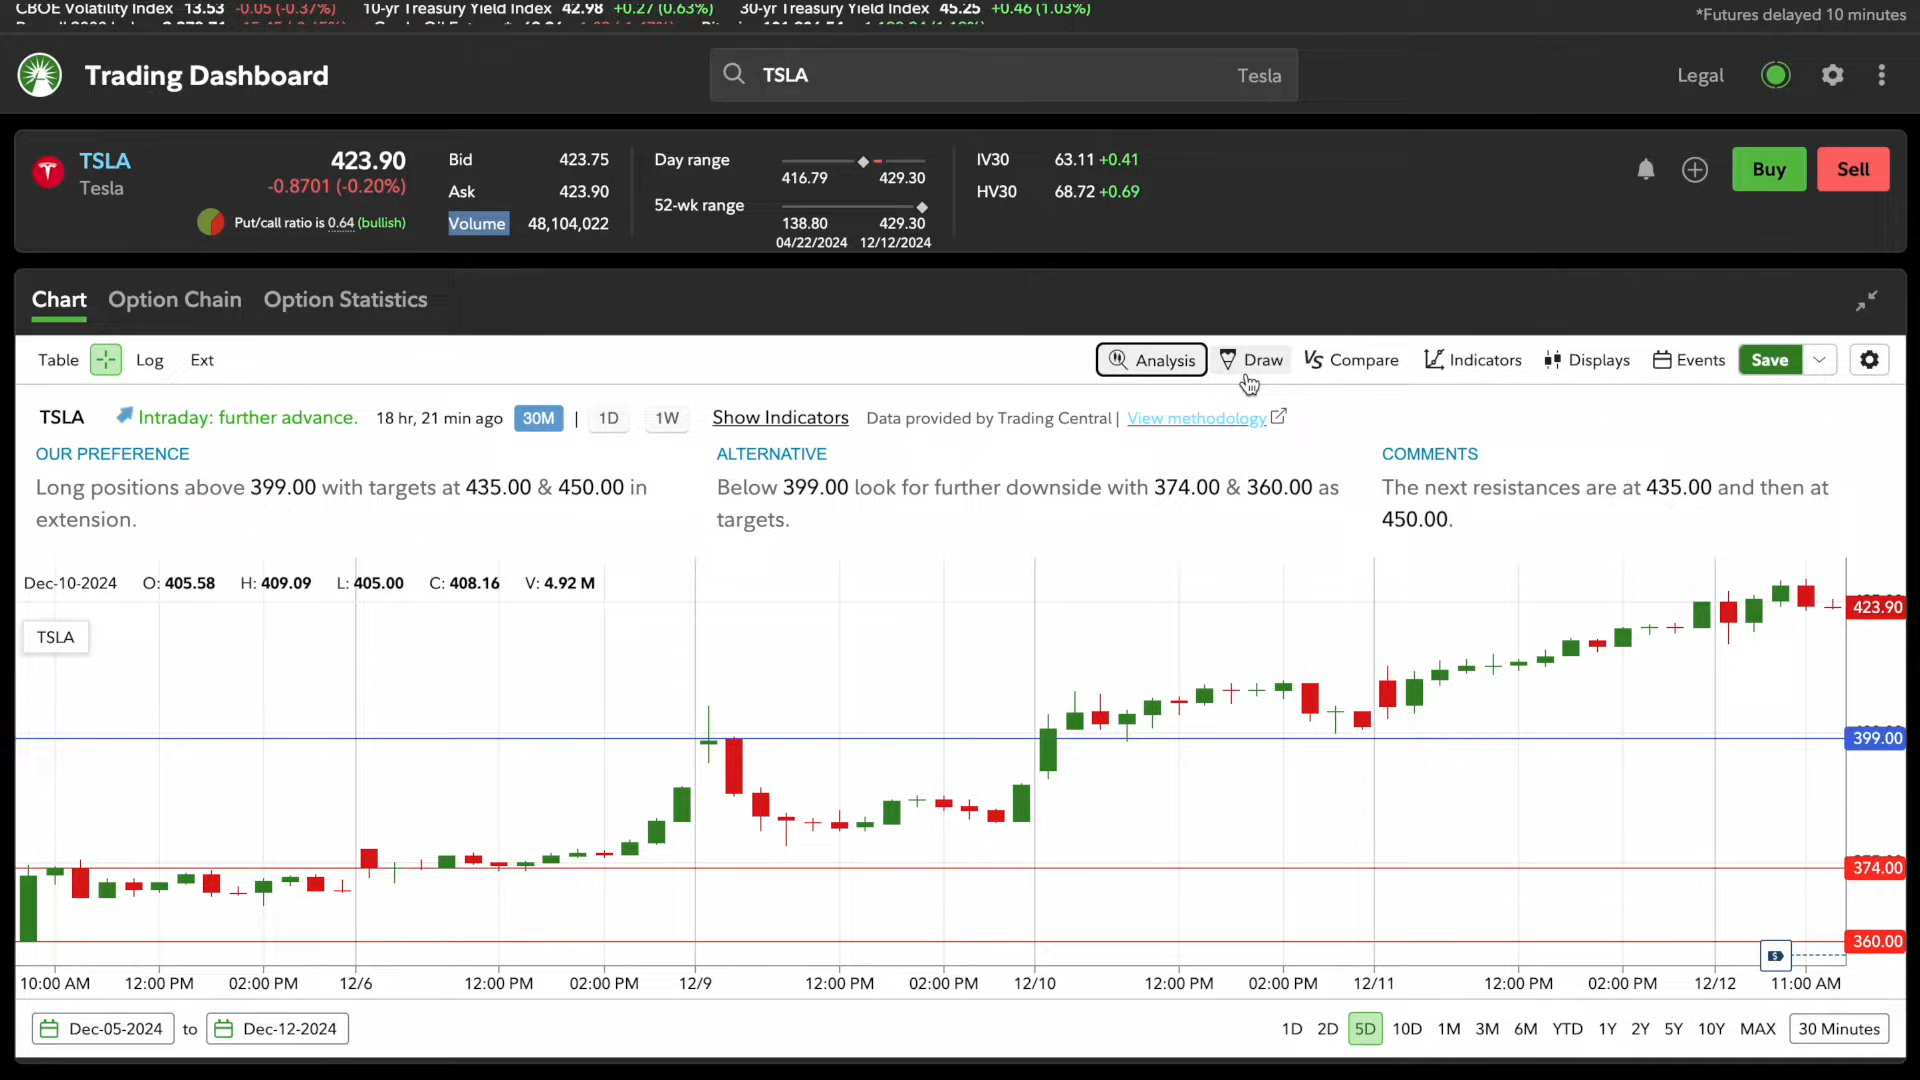 CBOE Volatility Index 13.53 -0.05 (-0.37%) 10-yr Treasury Yield Index 42.98 +0.27 (0.63%) 30-yr Treasury Yield Index 45.25 +0.46 (1.03%)
*Futures delayed 10 minutes
Trading Dashboard
TSLA Tesla
Legal
TSLA 423.90
Tesla -0.8701 (-0.20%)
Put/call ratio is 0.64 (bullish)
Bid 423.75
Ask 423.90
Volume 48,104,022
Day range
416.79 429.30
52-wk range
138.80 429.30
04/22/2024 12/12/2024
IV30 63.11 +0.41
HV30 68.72 +0.69
Buy Sell
Chart Option Chain Option Statistics
Table Log Ext
Analysis Draw VS Compare Indicators Displays Events Save
TSLA Intraday: further advance. 18 hr, 21 min ago 30M | 1D 1W Show Indicators Data provided by Trading Central | View methodology
OUR PREFERENCE
Long positions above 399.00 with targets at 435.00 & 450.00 in
extension.
ALTERNATIVE
Below 399.00 look for further downside with 374.00 & 360.00 as
targets.
COMMENTS
The next resistances are at 435.00 and then at
450.00.
Dec-10-2024 O: 405.58 H: 409.09 L: 405.00 C: 408.16 V: 4.92 M
TSLA
423.90
399.00
374.00
360.00
$
10:00 AM 12:00 PM 02:00 PM 12/6 12:00 PM 02:00 PM 12/9 12:00 PM 02:00 PM 12/10 12:00 PM 02:00 PM 12/11 12:00 PM 02:00 PM 12/12 11:00 AM
Dec-05-2024 to Dec-12-2024
1D 2D 5D 10D 1M 3M 6M YTD 1Y 2Y 5Y 10Y MAX 30 Minutes